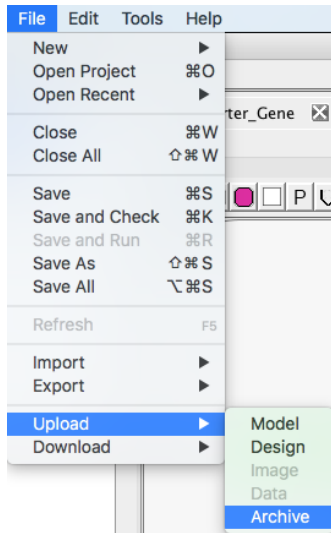 File Edit Tools Help
New ▶
Open Project ⌘O
Open Recent ▶
Close ⌘W
Close All ⇧⌘W
Save ⌘S
Save and Check ⌘K
Save and Run ⌘R
Save As ⇧⌘S
Save All ⌥⌘S
Refresh F5
Import ▶
Export ▶
Upload ▶
Download ▶
rter_Gene
P
Model
Design
Image
Data
Archive